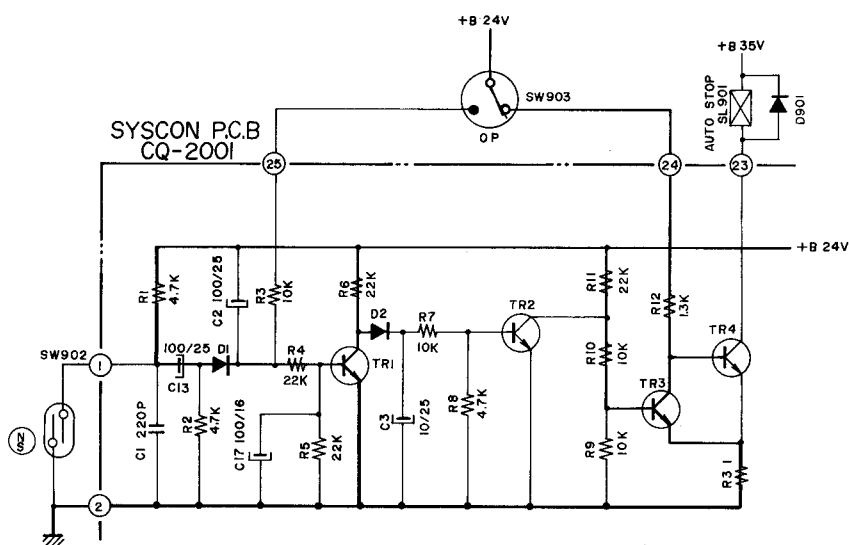 +B 24V
+B 35V
SW903
OP
AUTO STOP
SL901
D901
SYSCON P.C.B
CQ-2001
25
24
23
+B 24V
R1
4.7K
C2 100/25
R3
10K
R6
22K
R11
22K
R12
1.3K
D2
R7
10K
TR2
TR4
SW902
1
100/25
C13
D1
R4
22K
TR1
R10
10K
TR3
NS
C1 220P
R2
4.7K
C17 100/16
R5
22K
C3
10/25
R8
4.7K
R9
10K
R3 1
2